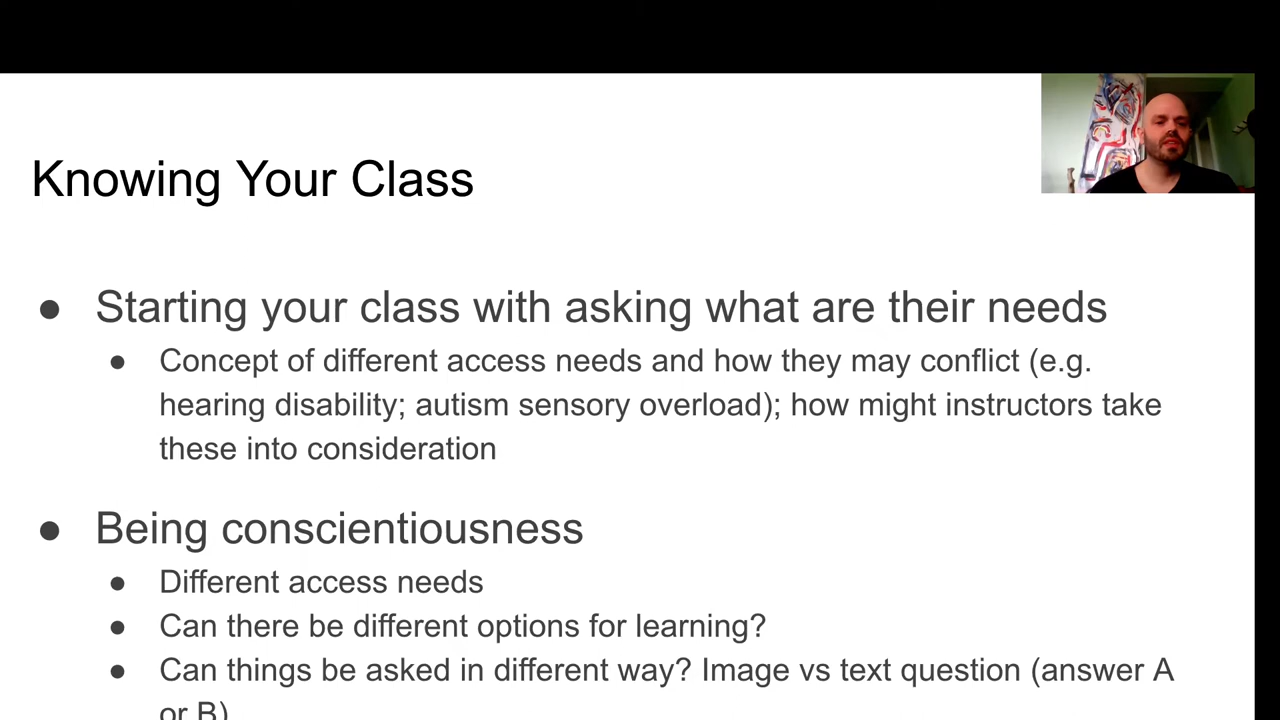 Knowing Your Class
● Starting your class with asking what are their needs
● Concept of different access needs and how they may conflict (e.g.
hearing disability; autism sensory overload); how might instructors take
these into consideration
● Being conscientiousness
● Different access needs
● Can there be different options for learning?
● Can things be asked in different way? Image vs text question (answer A
or B)